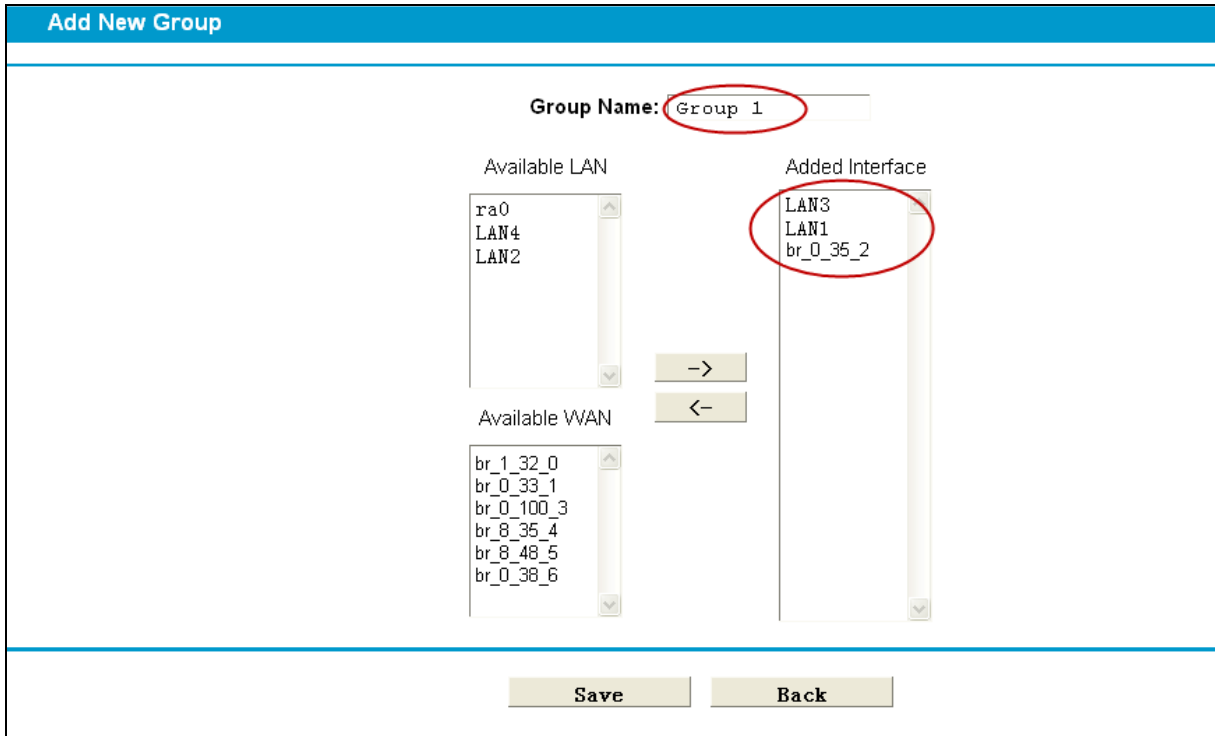 Add New Group
Group Name: Group 1
Available LAN
ra0
LAN4
LAN2
Added Interface
LAN3
LAN1
br_0_35_2
->
<-
Available WAN
br_1_32_0
br_0_33_1
br_0_100_3
br_8_35_4
br_8_48_5
br_0_38_6
Save
Back